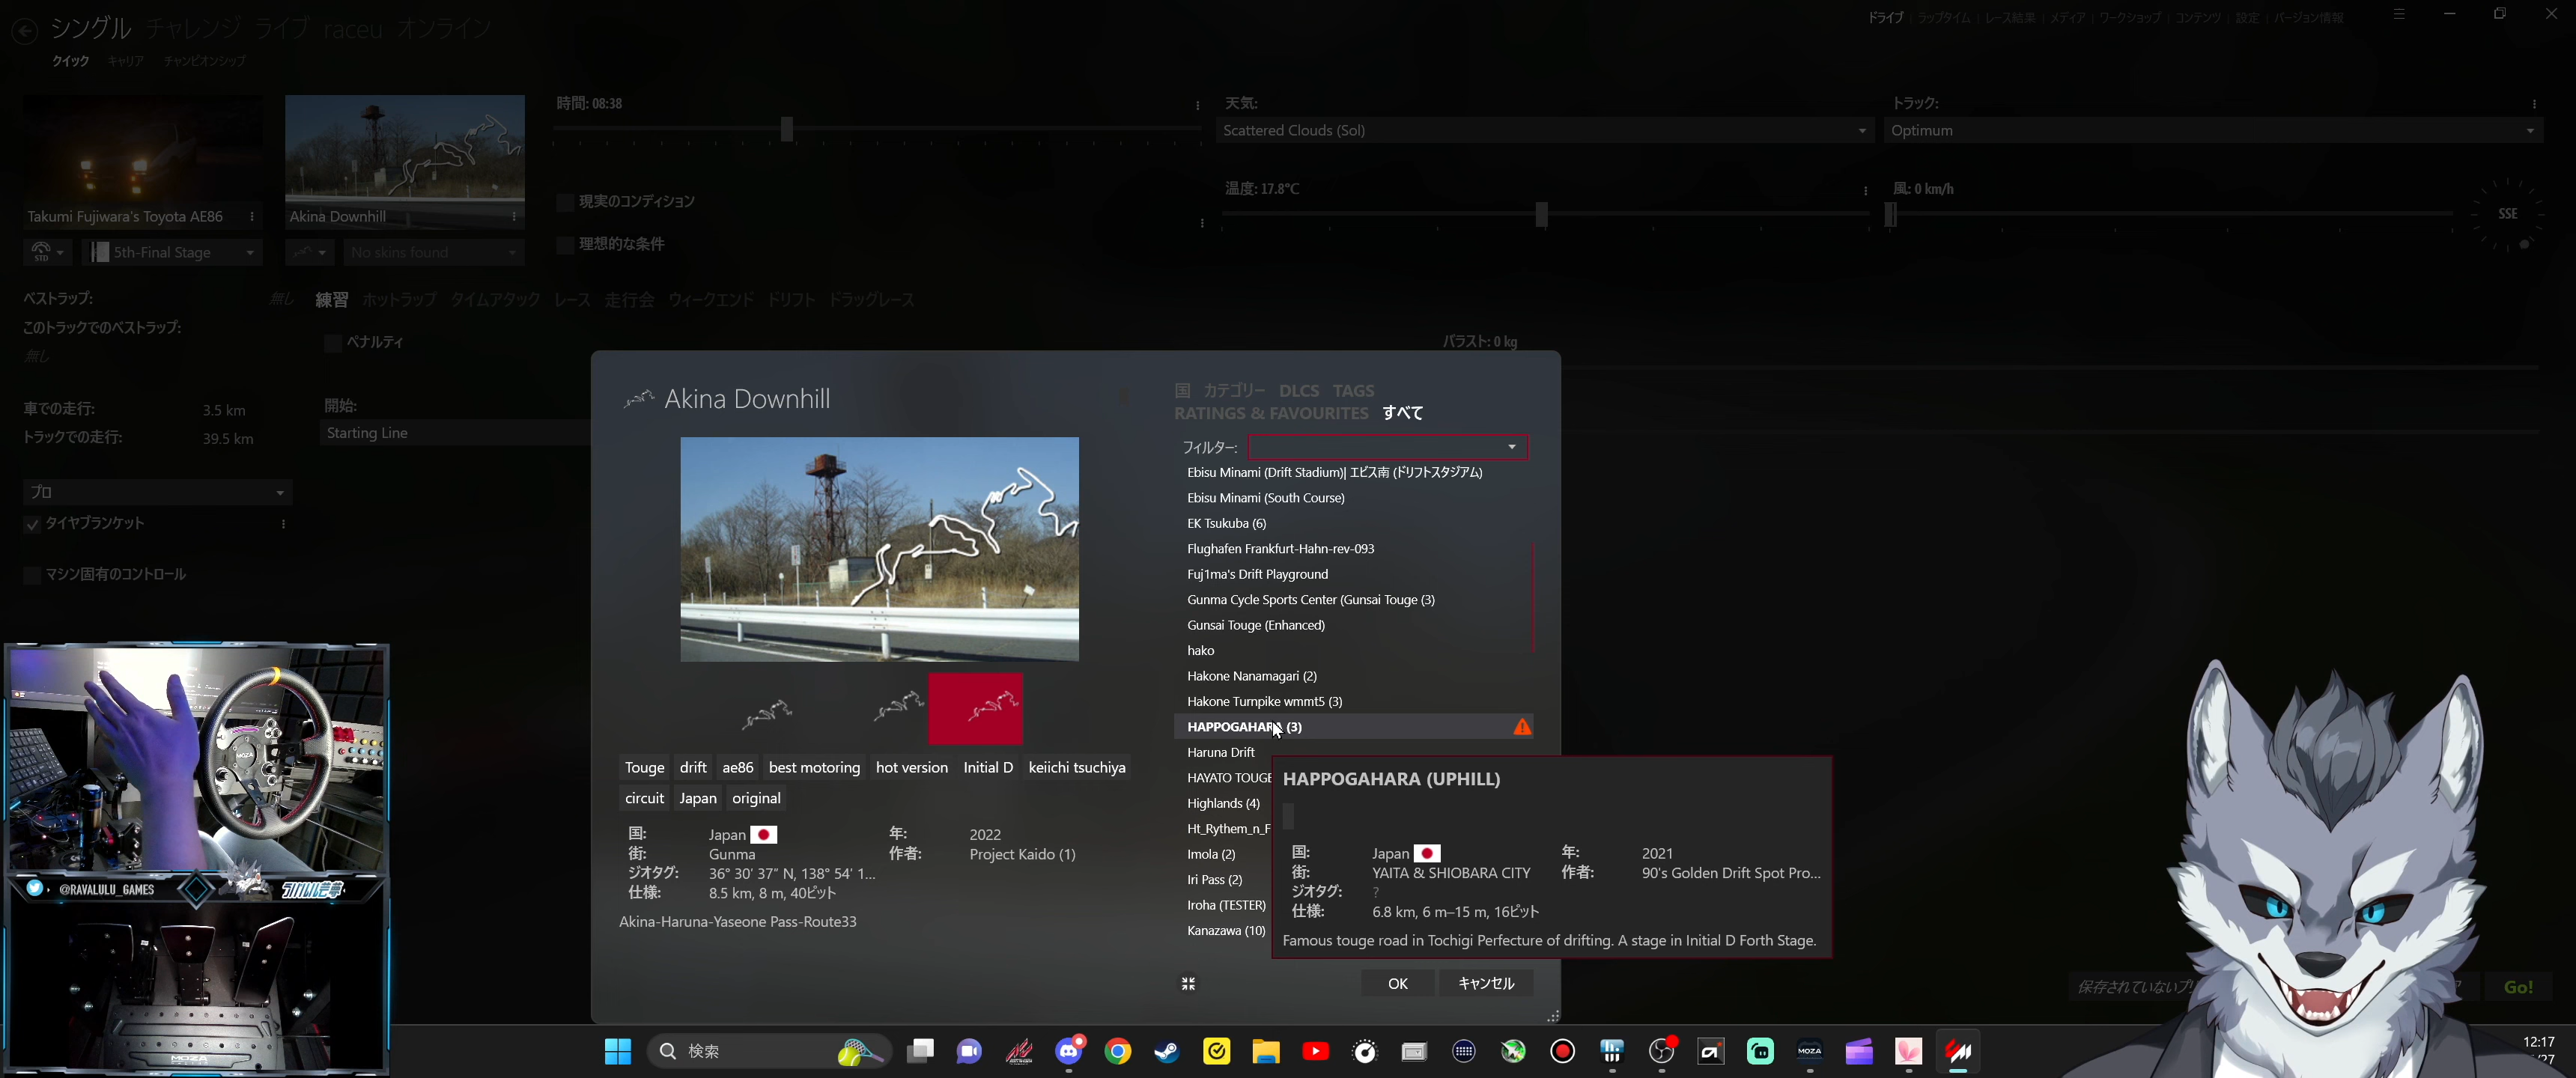 シングル チャレンジ ライブ raceu オンライン
ドライブ ラップタイム レース結果 メディア ワークショップ コンテンツ 設定 バージョン情報
クイック キャリア チャンピオンシップ
Takumi Fujiwara's Toyota AE86
Akina Downhill
STD
5th-Final Stage
No skins found
時間: 08:38
現実のコンディション
理想的な条件
天気:
Scattered Clouds (Sol)
トラック:
Optimum
温度: 17.8°C
風: 0 km/h
SSE
ベストラップ: 無し
このトラックでのベストラップ:
無し
練習 ホットラップ タイムアタック レース 走行会 ウィークエンド ドリフト ドラッグレース
ペナルティ
バラスト: 0 kg
車での走行: 3.5 km
トラックでの走行: 39.5 km
開始:
Starting Line
プロ
タイヤブランケット
マシン固有のコントロール
Akina Downhill
Touge drift ae86 best motoring hot version Initial D keiichi tsuchiya
circuit Japan original
国: Japan
街: Gunma
ジオタグ: 36° 30' 37" N, 138° 54' 1...
仕様: 8.5 km, 8 m, 40ピット
年: 2022
作者: Project Kaido (1)
Akina-Haruna-Yaseone Pass-Route33
国 カテゴリー DLCS TAGS
RATINGS & FAVOURITES すべて
フィルター:
Ebisu Minami (Drift Stadium)| エビス南 (ドリフトスタジアム)
Ebisu Minami (South Course)
EK Tsukuba (6)
Flughafen Frankfurt-Hahn-rev-093
Fuj1ma's Drift Playground
Gunma Cycle Sports Center (Gunsai Touge (3)
Gunsai Touge (Enhanced)
hako
Hakone Nanamagari (2)
Hakone Turnpike wmmt5 (3)
HAPPOGAHARA (3)
Haruna Drift
HAYATO TOUGE
Highlands (4)
Ht_Rythem_n_F
Imola (2)
Iri Pass (2)
Iroha (TESTER)
Kanazawa (10)
HAPPOGAHARA (UPHILL)
国: Japan
街: YAITA & SHIOBARA CITY
ジオタグ: ?
仕様: 6.8 km, 6 m–15 m, 16ピット
年: 2021
作者: 90's Golden Drift Spot Pro...
Famous touge road in Tochigi Perfecture of drifting. A stage in Initial D Forth Stage.
OK キャンセル
Go!
MOZA
@RAVALULU_GAMES
MOZA
検索
MOZA
12:17